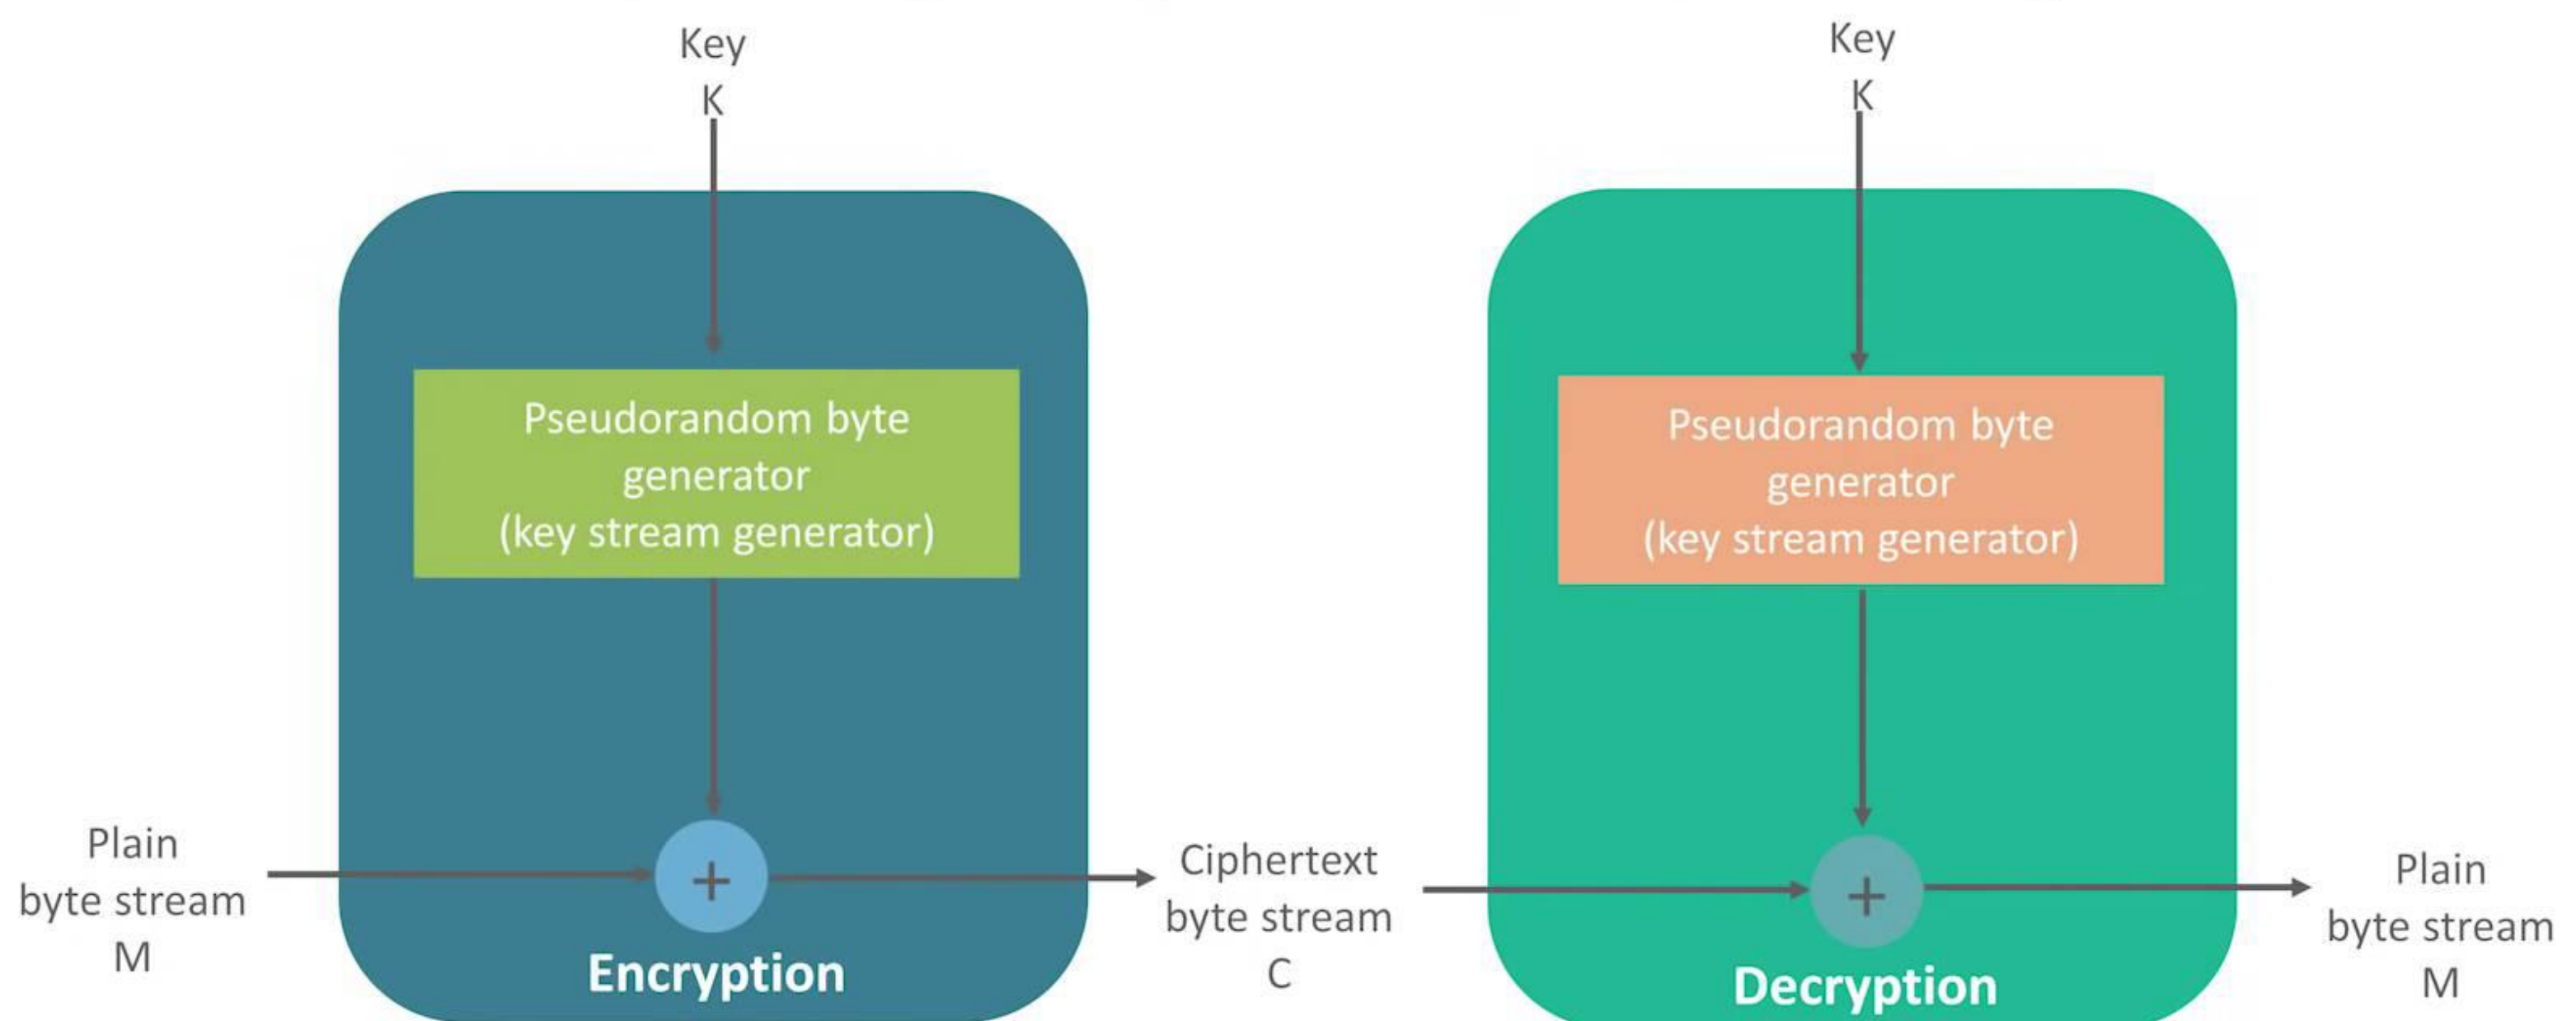 Key
K
Pseudorandom byte
generator
(key stream generator)
Plain
byte stream
M
+
Encryption
Ciphertext
byte stream
C
Key
K
Pseudorandom byte
generator
(key stream generator)
+
Decryption
Plain
byte stream
M